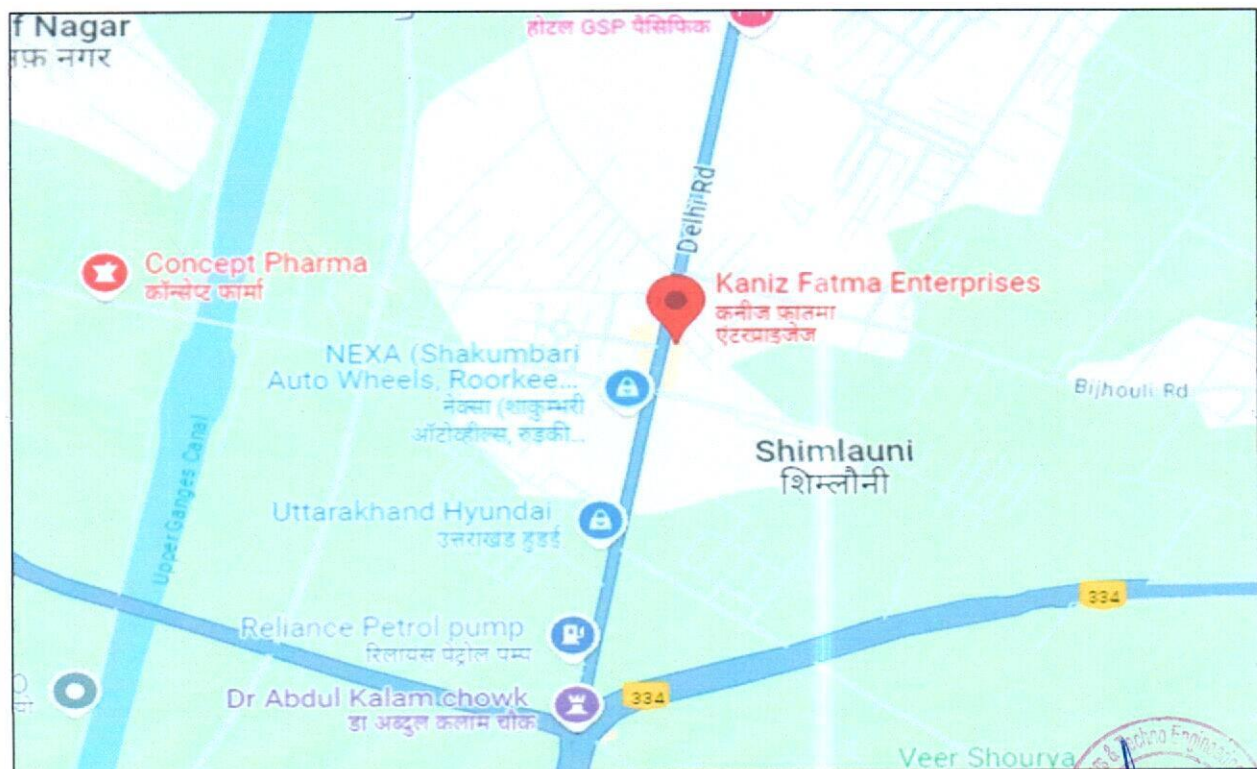 f Nagar
फ़ नगर
होटल GSP पैसिफिक
Delhi Rd
Concept Pharma
कॉन्सेप्ट फार्मा
Kaniz Fatma Enterprises
कनीज फ़ातमा
एंटरप्राइजेज
NEXA (Shakumbari
Auto Wheels, Roorkee...
नेक्सा (शाकुम्भरी
ऑटोव्हील्स, रुड़की...
Bijhouli Rd
Shimlauni
शिम्लौनी
Upper Ganges Canal
Uttarakhand Hyundai
उत्तराखंड हुंडई
334
Reliance Petrol pump
रिलायंस पेट्रोल पम्प
Dr Abdul Kalam chowk
डा अब्दुल कलाम चौक
334
Veer Shourya
& Techno Engineering